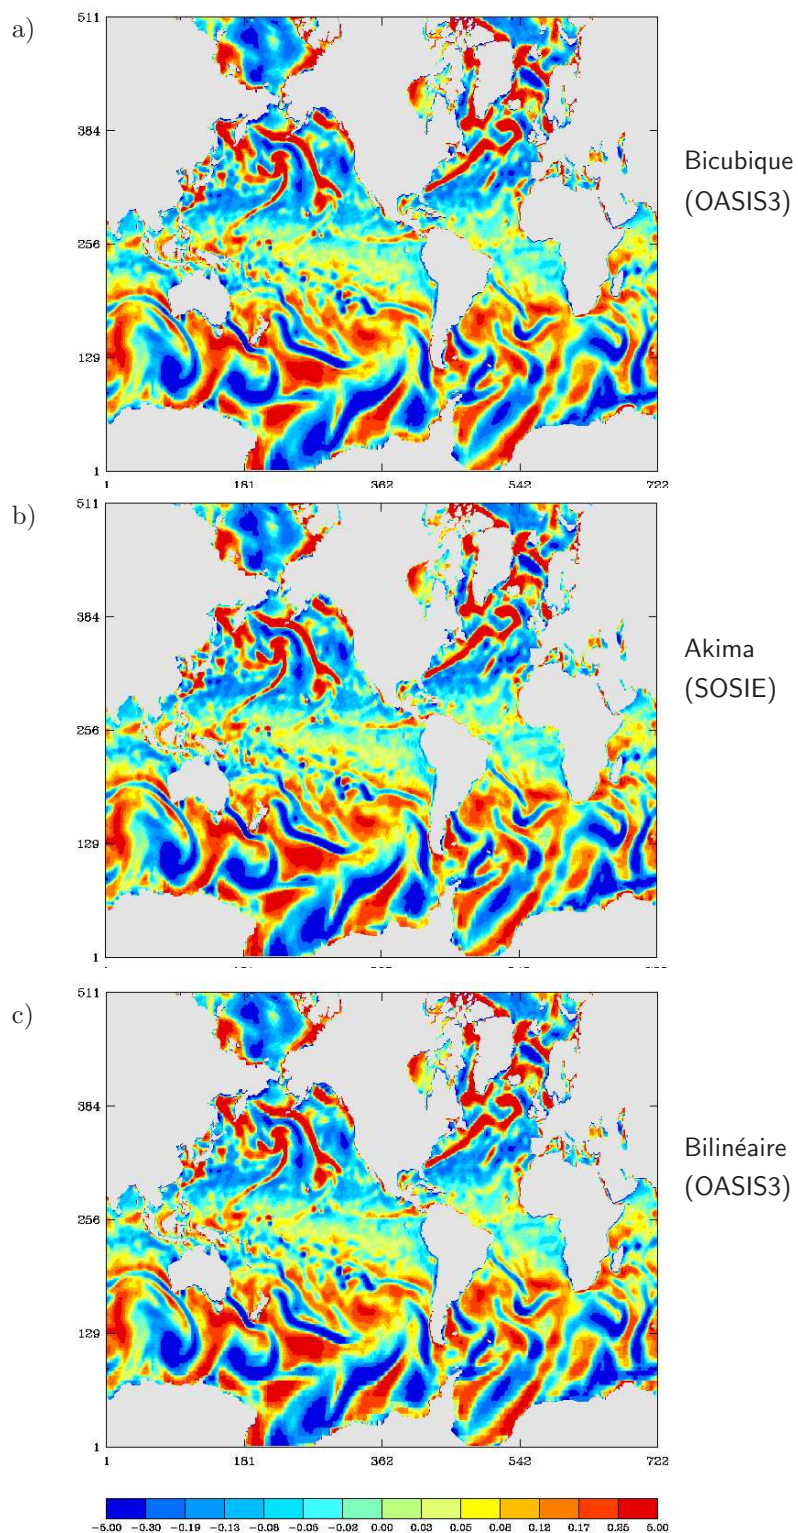 a)
511
384
256
129
1
1 181 362 542 722
Bicubique
(OASIS3)
b)
511
384
256
129
1
Akima
(SOSIE)
c)
511
384
256
129
1
1 181 362 542 722
Bilinéaire
(OASIS3)
-5.00 -0.30 -0.19 -0.13 -0.08 -0.05 -0.02 0.00 0.03 0.05 0.08 0.12 0.17 0.25 5.00